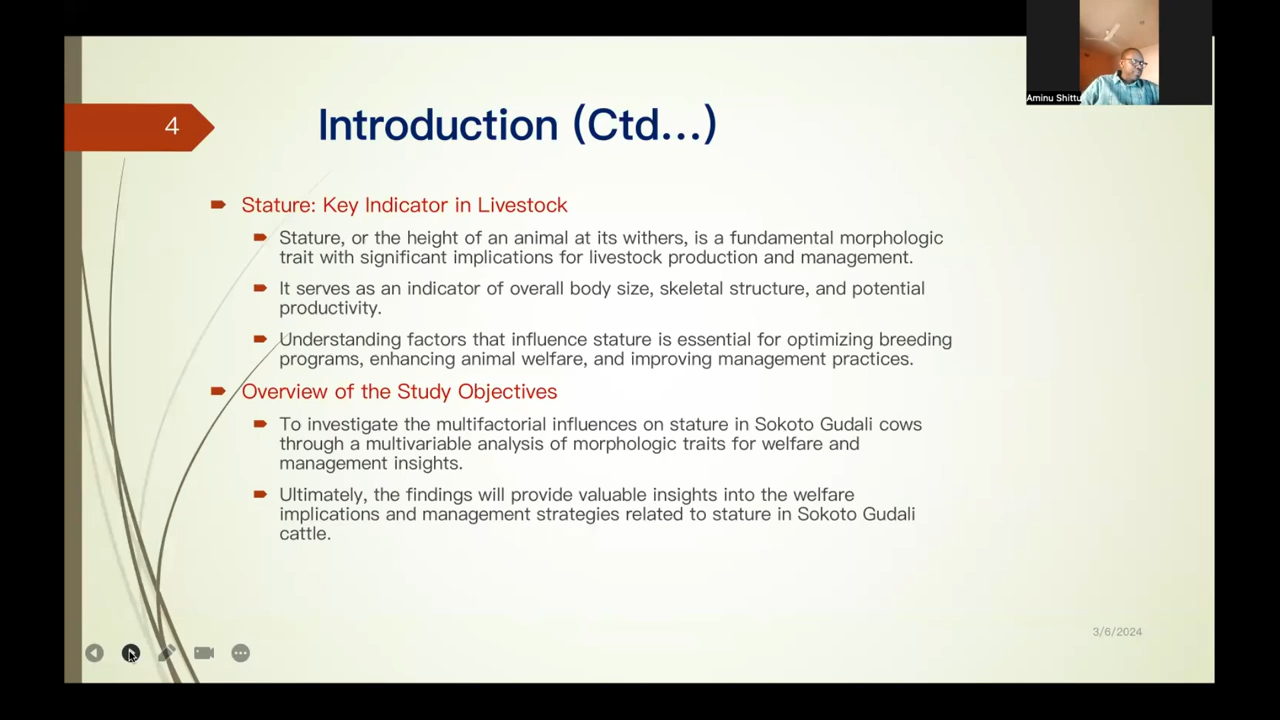 Aminu Shittu
4
Introduction (Ctd...)
Stature: Key Indicator in Livestock
Stature, or the height of an animal at its withers, is a fundamental morphologic
trait with significant implications for livestock production and management.
It serves as an indicator of overall body size, skeletal structure, and potential
productivity.
Understanding factors that influence stature is essential for optimizing breeding
programs, enhancing animal welfare, and improving management practices.
Overview of the Study Objectives
To investigate the multifactorial influences on stature in Sokoto Gudali cows
through a multivariable analysis of morphologic traits for welfare and
management insights.
Ultimately, the findings will provide valuable insights into the welfare
implications and management strategies related to stature in Sokoto Gudali
cattle.
3/6/2024